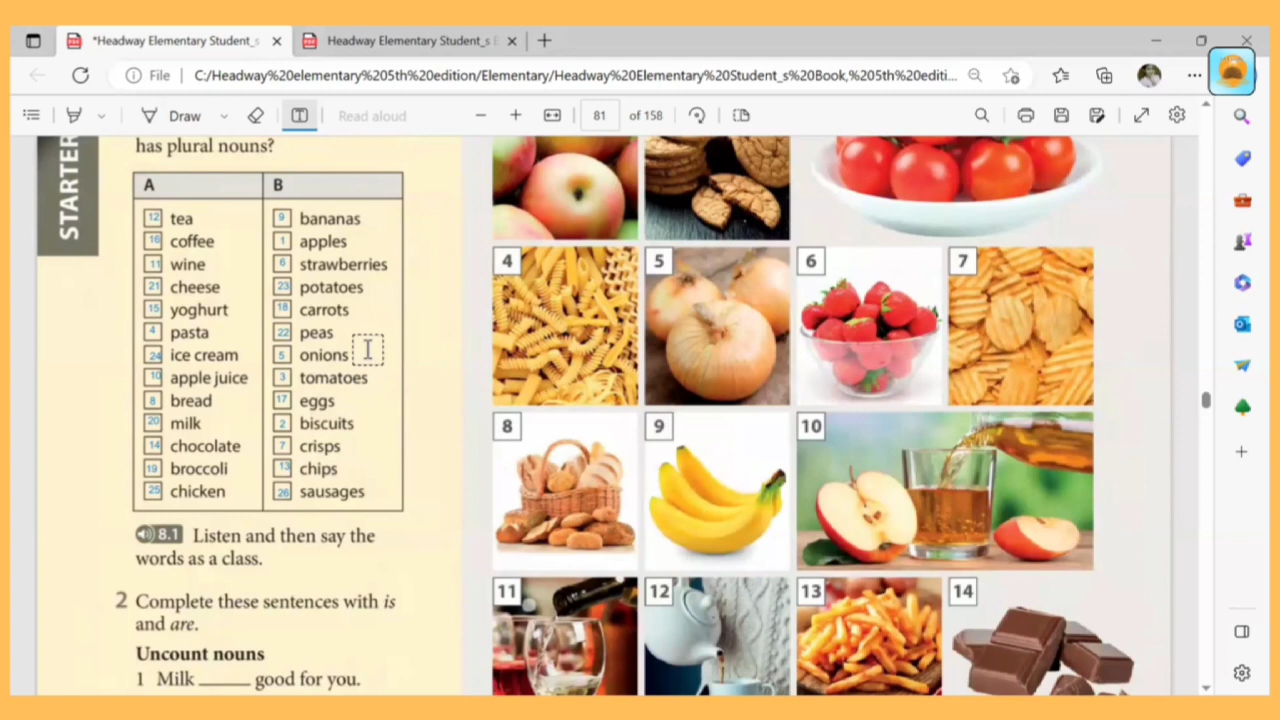 *Headway Elementary Student_s
Headway Elementary Student_s E
File C:/Headway%20elementary%205th%20edition/Elementary/Headway%20Elementary%20Student_s%20Book,%205th%20editi...
Draw
Read aloud
81 of 158
STARTER
has plural nouns?
A B
12 tea 9 bananas
16 coffee 1 apples
11 wine 6 strawberries
21 cheese 23 potatoes
15 yoghurt 18 carrots
4 pasta 22 peas
24 ice cream 5 onions
10 apple juice 3 tomatoes
8 bread 17 eggs
20 milk 2 biscuits
14 chocolate 7 crisps
19 broccoli 13 chips
25 chicken 26 sausages
8.1 Listen and then say the
words as a class.
2 Complete these sentences with is
and are.
Uncount nouns
1 Milk _____ good for you.
4 5 6 7
8 9 10
11 12 13 14